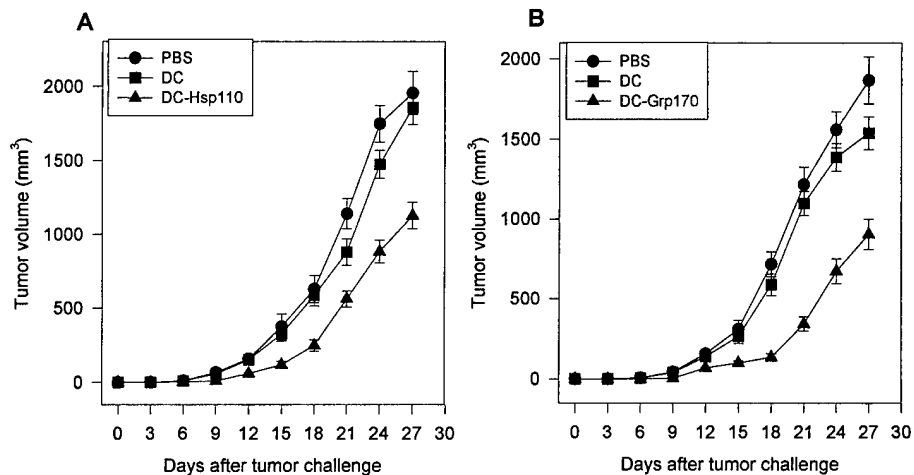 A
PBS
DC
DC-Hsp110
Tumor volume (mm³)
2000
1500
1000
500
0
0 3 6 9 12 15 18 21 24 27 30
Days after tumor challenge
B
PBS
DC
DC-Grp170
Tumor volume (mm³)
2000
1500
1000
500
0
0 3 6 9 12 15 18 21 24 27 30
Days after tumor challenge